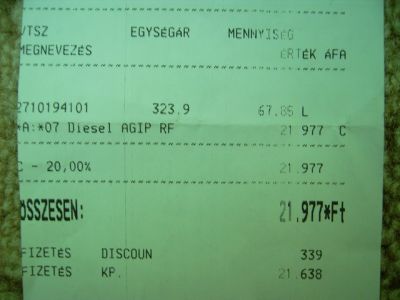 VTSZ EGYSÉGÁR MENNYISÉG
MEGNEVEZÉS ÉRTÉK ÁFA
2710194101 323.9 67.85 L
*A:*07 Diesel AGIP RF 21 977 C
C - 20,00% 21.977
ÖSSZESEN: 21.977*Ft
FIZETÉS DISCOUN 339
FIZETÉS KP. 21.638